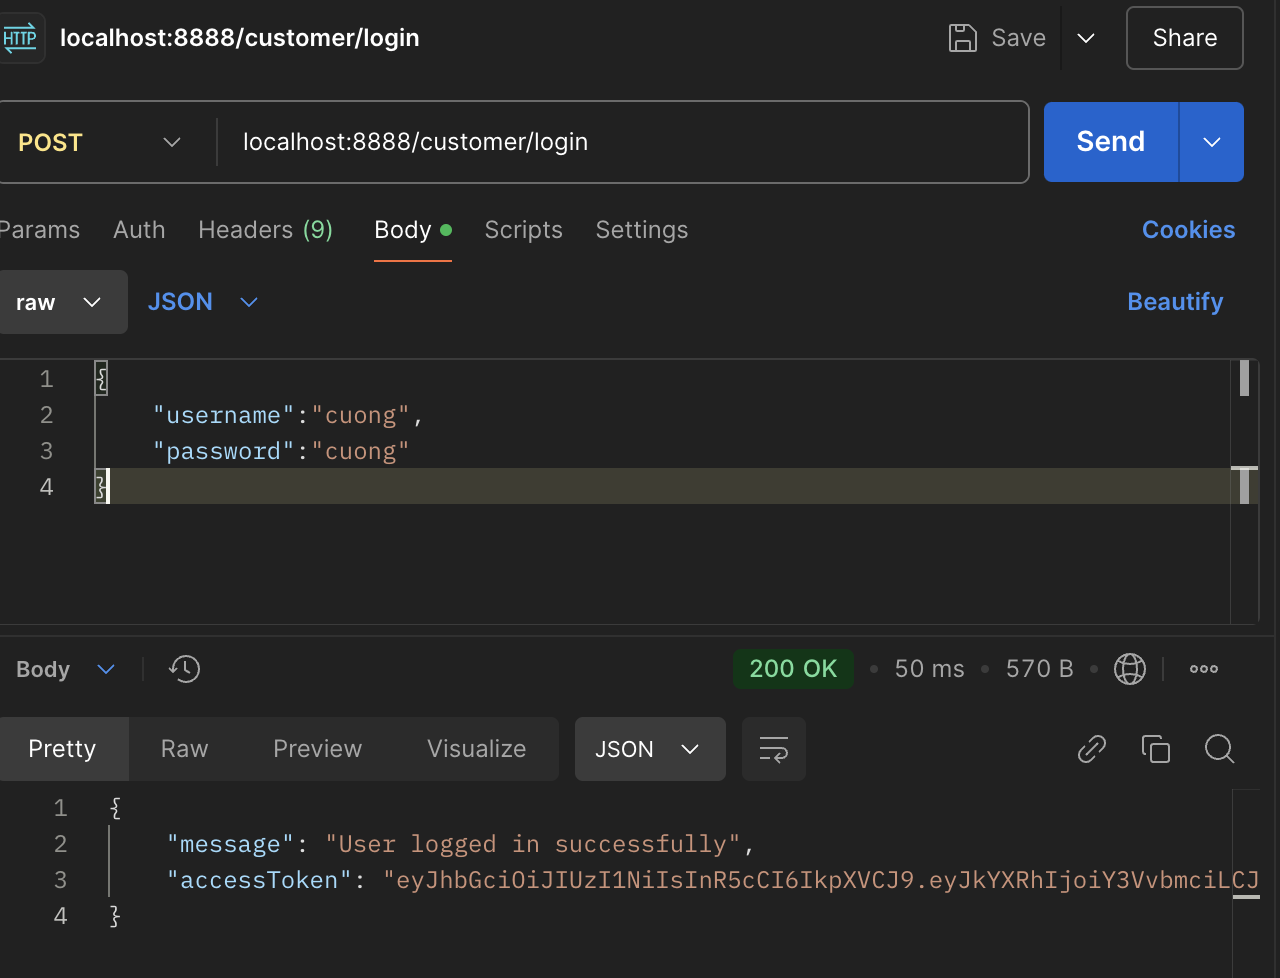 HTTP localhost:8888/customer/login Save Share
POST localhost:8888/customer/login Send
Params Auth Headers (9) Body Scripts Settings Cookies
raw JSON Beautify
1 {
2 "username":"cuong",
3 "password":"cuong"
4 }
Body 200 OK 50 ms 570 B
Pretty Raw Preview Visualize JSON
1 {
2 "message": "User logged in successfully",
3 "accessToken": "eyJhbGciOiJIUzI1NiIsInR5cCI6IkpXVCJ9.eyJkYXRhIjoiY3VvbmciLCJ
4 }